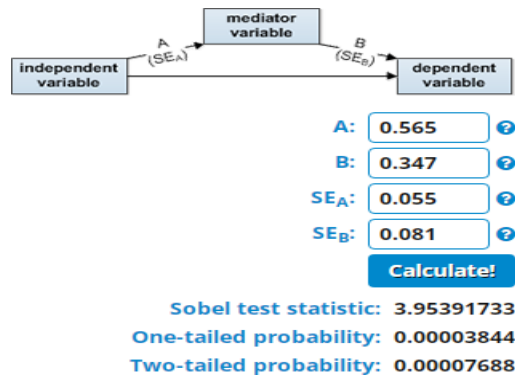 mediator
variable
A
(SEA)
B
(SEB)
independent
variable
dependent
variable
A: 0.565 ?
B: 0.347 ?
SEA: 0.055 ?
SEB: 0.081 ?
Calculate!
Sobel test statistic: 3.95391733
One-tailed probability: 0.00003844
Two-tailed probability: 0.00007688